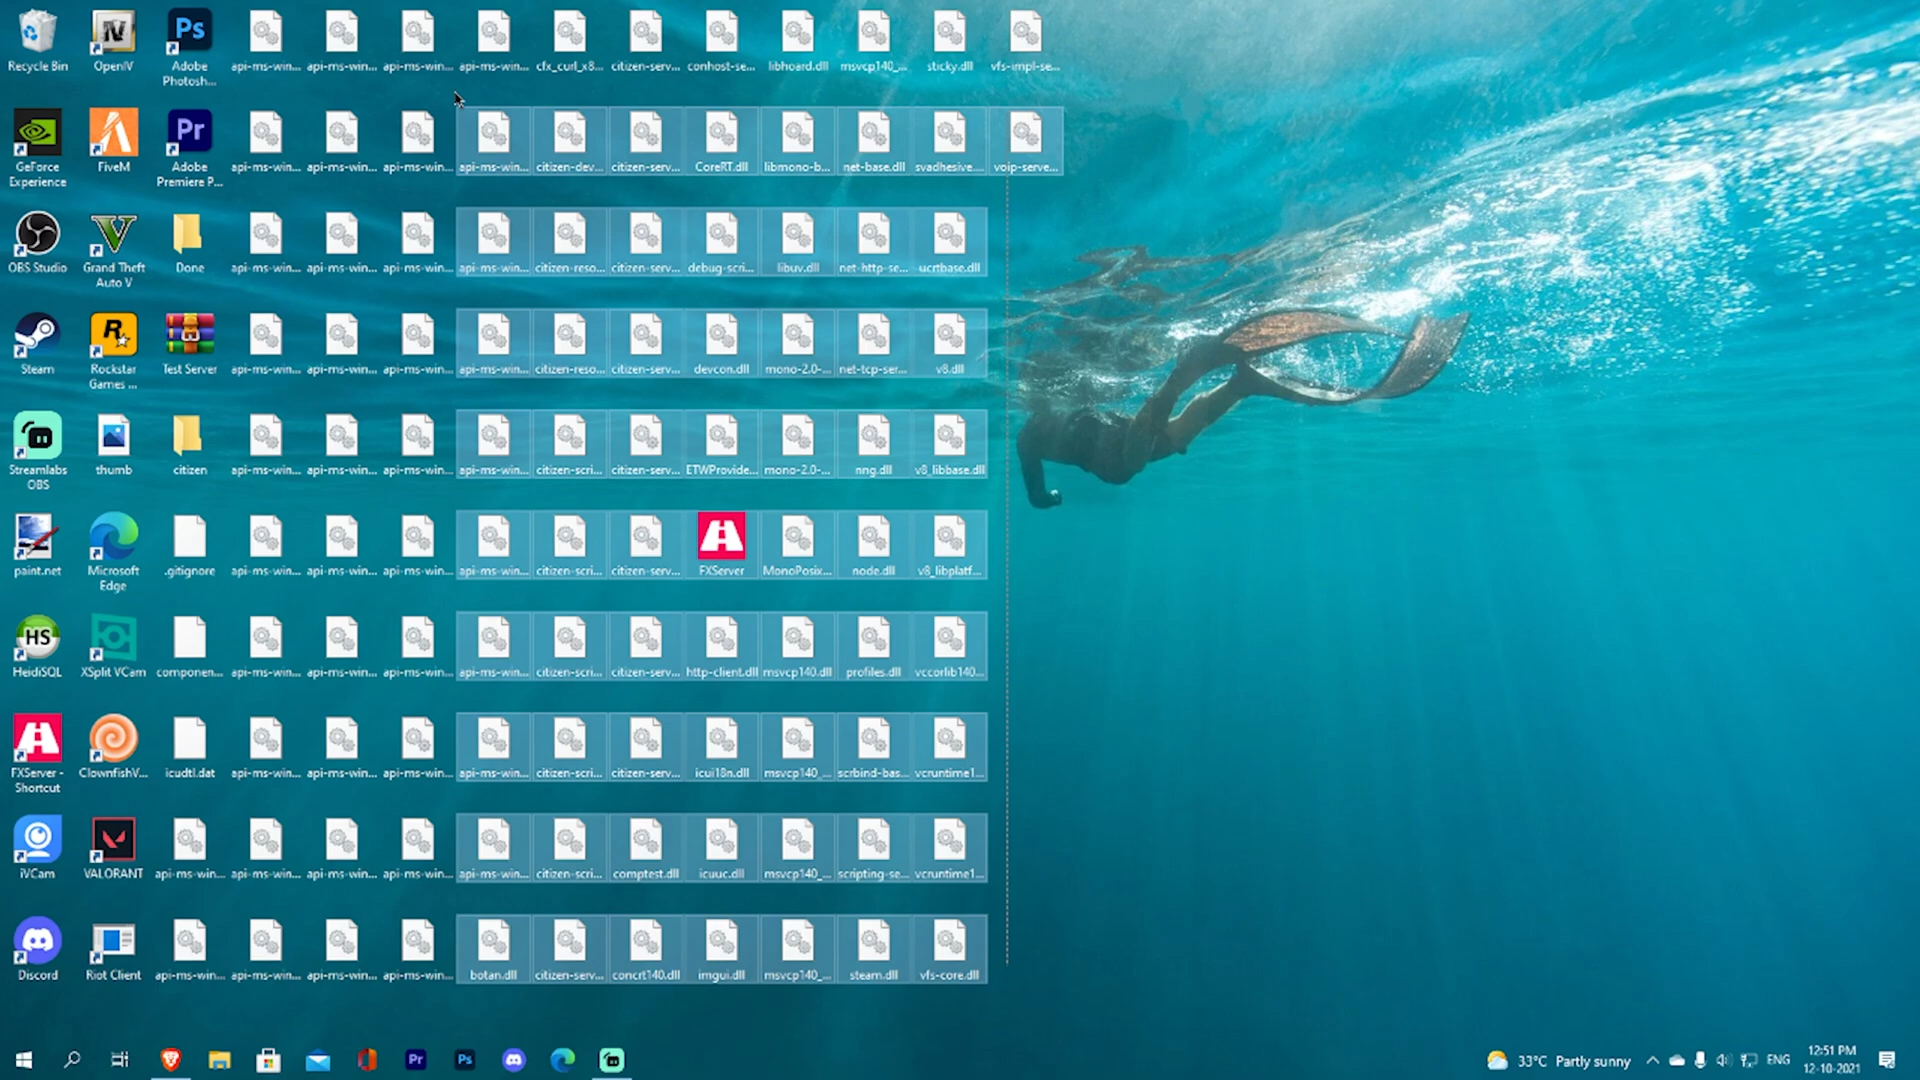 Recycle Bin OpenIV Adobe Photosh... api-ms-win... api-ms-win... api-ms-win... api-ms-win... cfx_curl_x8... citizen-serv... conhost-se... libhoard.dll msvcp140_... sticky.dll vfs-impl-se...
GeForce Experience FiveM Adobe Premiere P... api-ms-win... api-ms-win... api-ms-win... api-ms-win... citizen-dev... citizen-serv... CoreRT.dll libmono-b... net-base.dll svadhesive... voip-serve...
OBS Studio Grand Theft Auto V Done api-ms-win... api-ms-win... api-ms-win... api-ms-win... citizen-reso... citizen-serv... debug-scri... libuv.dll net-http-se... ucrtbase.dll
Steam Rockstar Games ... Test Server api-ms-win... api-ms-win... api-ms-win... api-ms-win... citizen-reso... citizen-serv... devcon.dll mono-2.0-... net-tcp-ser... v8.dll
Streamlabs OBS thumb citizen api-ms-win... api-ms-win... api-ms-win... api-ms-win... citizen-scri... citizen-serv... ETWProvide... mono-2.0-... nng.dll v8_libbase.dll
paint.net Microsoft Edge .gitignore api-ms-win... api-ms-win... api-ms-win... api-ms-win... citizen-scri... citizen-serv... FXServer MonoPosix... node.dll v8_libplatf...
HS
HeidiSQL XSplit VCam componen... api-ms-win... api-ms-win... api-ms-win... api-ms-win... citizen-scri... citizen-serv... http-client.dll msvcp140.dll profiles.dll vccorlib140...
FXServer - Shortcut ClownfishV... icudtl.dat api-ms-win... api-ms-win... api-ms-win... api-ms-win... citizen-scri... citizen-serv... icui18n.dll msvcp140_... scrbind-bas... vcruntime1...
iVCam VALORANT api-ms-win... api-ms-win... api-ms-win... api-ms-win... api-ms-win... citizen-scri... comptest.dll icuuc.dll msvcp140_... scripting-se... vcruntime1...
Discord Riot Client api-ms-win... api-ms-win... api-ms-win... api-ms-win... botan.dll citizen-serv... concrt140.dll imgui.dll msvcp140_... steam.dll vfs-core.dll
Pr Ps 33°C Partly sunny ENG 12:51 PM
12-10-2021